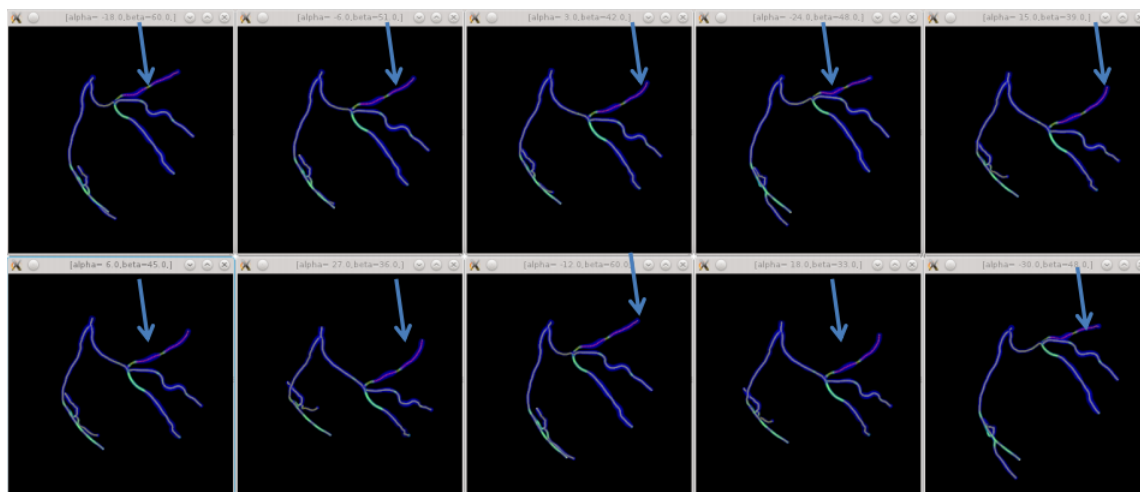 [alpha= -18.0,beta=60.0,]
[alpha= -6.0,beta=51.0,]
[alpha= 3.0,beta=42.0,]
[alpha= -24.0,beta=48.0,]
[alpha= 15.0,beta=39.0,]
[alpha= 6.0,beta=45.0,]
[alpha= 27.0,beta=36.0,]
[alpha= -12.0,beta=60.0,]
[alpha= 18.0,beta=33.0,]
[alpha= -30.0,beta=48.0,]